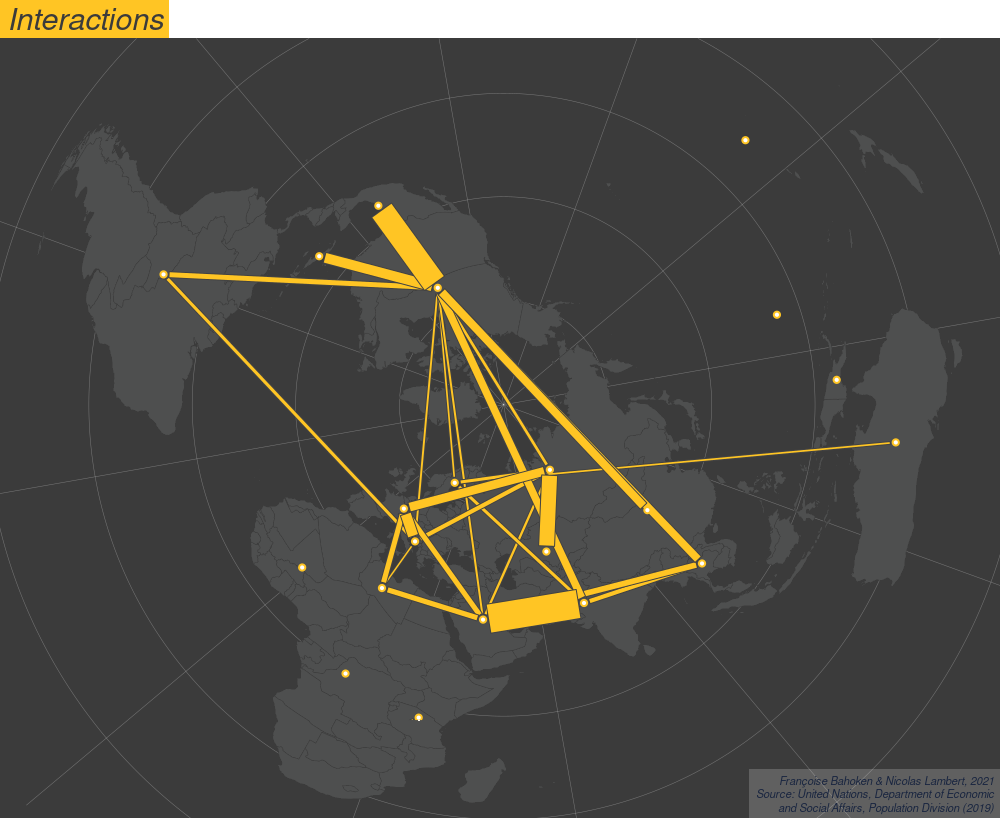 Interactions
Françoise Bahoken & Nicolas Lambert, 2021
Source: United Nations, Department of Economic
and Social Affairs, Population Division (2019)